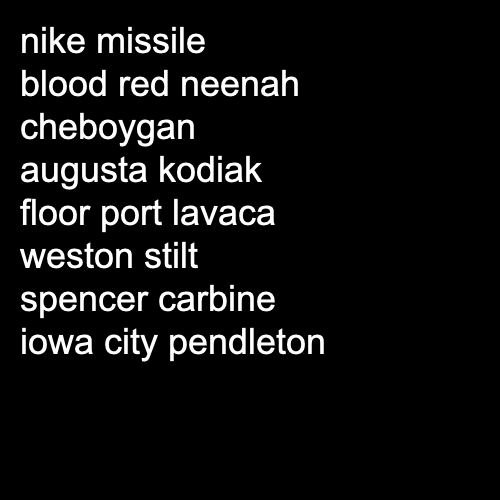 nike missile
blood red neenah
cheboygan
augusta kodiak
floor port lavaca
weston stilt
spencer carbine
iowa city pendleton